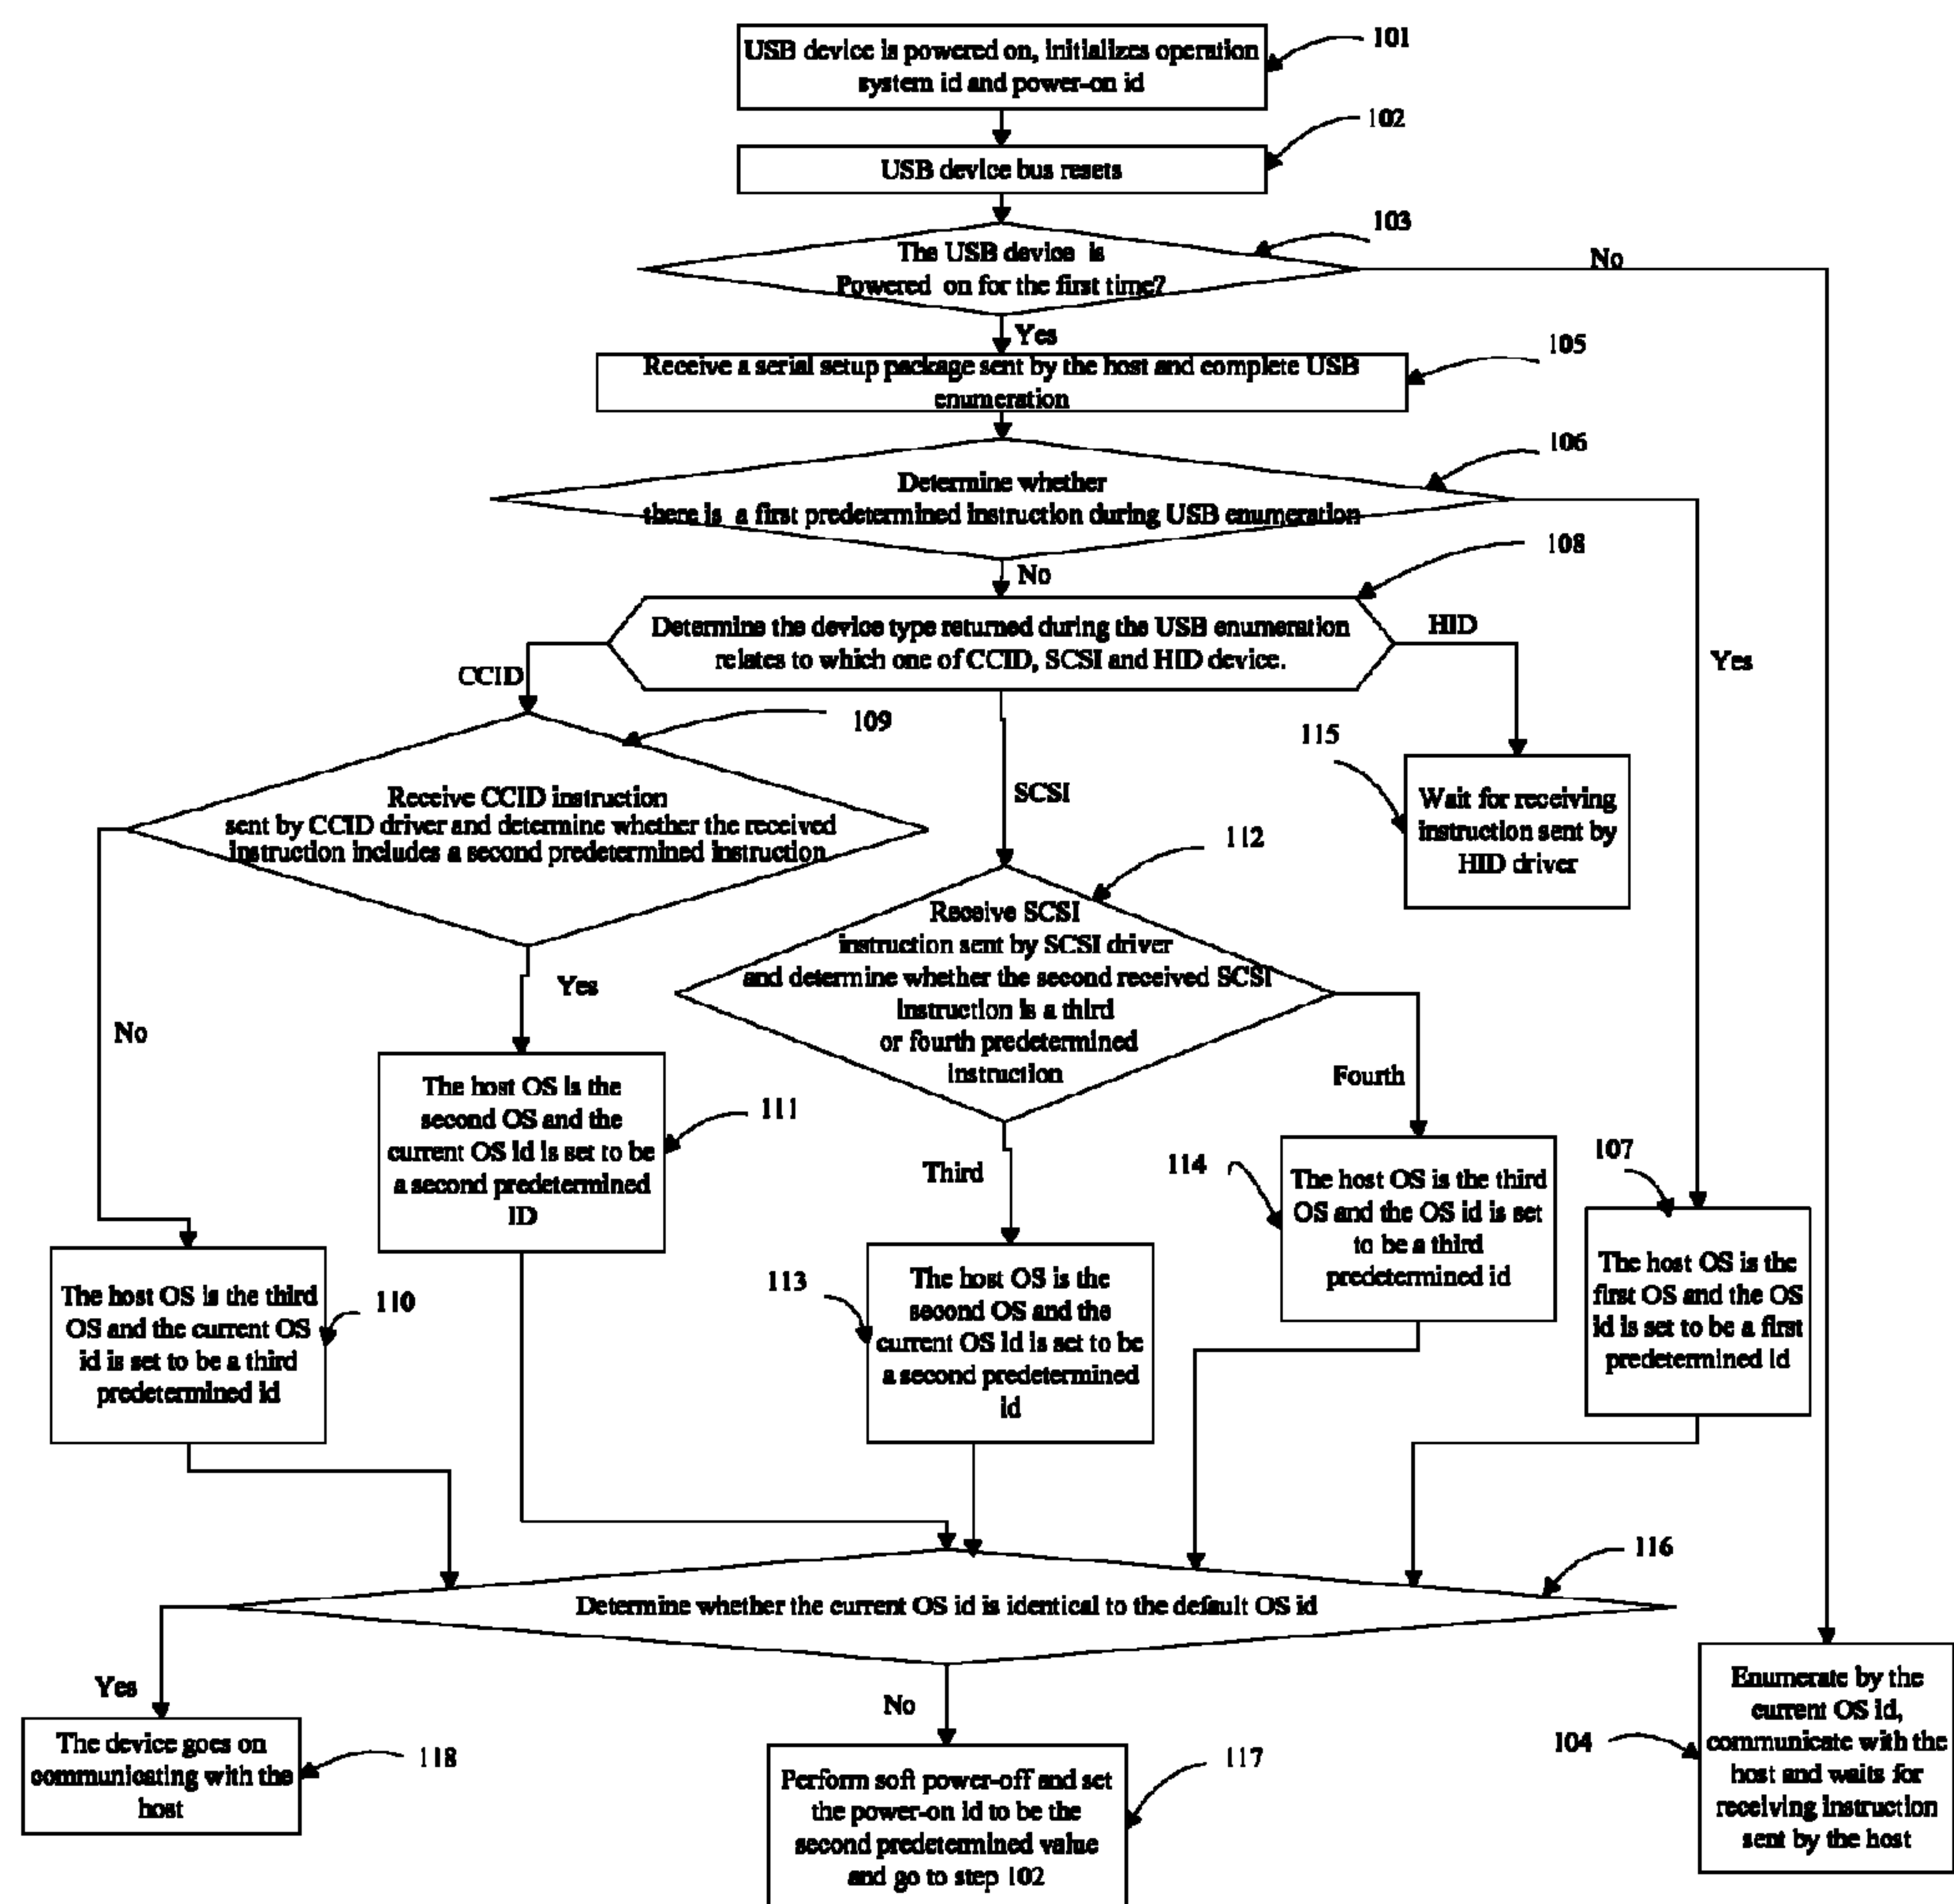 USB device is powered on, initializes operation
system id and power-on id
101
USB device bus resets
102
The USB device is
Powered on for the first time?
103
No
Yes
Receive a serial setup package sent by the host and complete USB
enumeration
105
Determine whether
there is a first predetermined instruction during USB enumeration
106
Yes
No
Determine the device type returned during the USB enumeration
relates to which one of CCID, SCSI and HID device.
108
CCID
SCSI
HID
Receive CCID instruction
sent by CCID driver and determine whether the received
instruction includes a second predetermined instruction
109
115
Wait for receiving
instruction sent by
HID driver
Receive SCSI
instruction sent by SCSI driver
and determine whether the second received SCSI
instruction is a third
or fourth predetermined
instruction
112
No
Yes
Third
Fourth
The host OS is the
second OS and the
current OS id is set to be
a second predetermined
ID
111
The host OS is the third
OS and the OS id is set
to be a third
predetermined id
114
107
The host OS is the
first OS and the OS
id is set to be a first
predetermined id
The host OS is the third
OS and the current OS
id is set to be a third
predetermined id
110
113
The host OS is the
second OS and the
current OS id is set to be
a second predetermined
id
Determine whether the current OS id is identical to the default OS id
116
Yes
No
The device goes on
communicating with the
host
118
Perform soft power-off and set
the power-on id to be the
second predetermined value
and go to step 102
117
104
Enumerate by the
current OS id,
communicate with the
host and waits for
receiving instruction
sent by the host